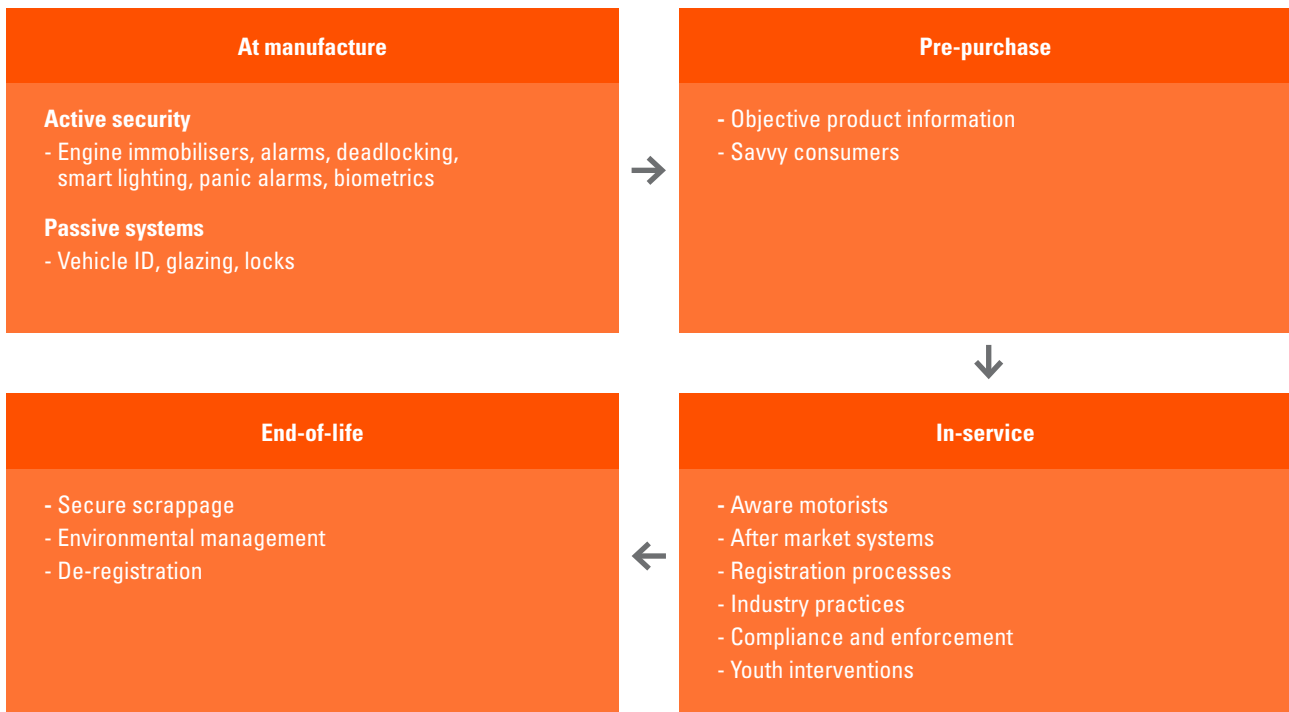 At manufacture
Active security
- Engine immobilisers, alarms, deadlocking,
smart lighting, panic alarms, biometrics
Passive systems
- Vehicle ID, glazing, locks
Pre-purchase
- Objective product information
- Savvy consumers
In-service
- Aware motorists
- After market systems
- Registration processes
- Industry practices
- Compliance and enforcement
- Youth interventions
End-of-life
- Secure scrappage
- Environmental management
- De-registration